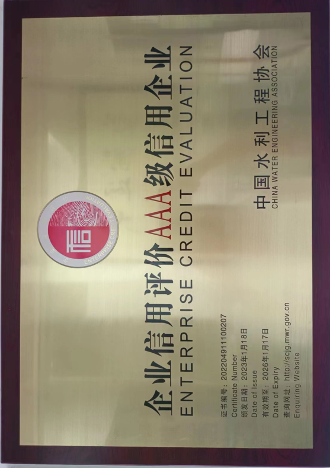 信
企业信用评价AAA级信用企业
ENTERPRISE CREDIT EVALUATION
证书编号：202204911100207
Certificate Number
颁发日期：2023年1月18日
Date of Issue
有效期至：2026年1月17日
Date of Expiry
查询网址：http://scjg.mwr.gov.cn
Enquiring Website
中国水利工程协会
CHINA WATER ENGINEERING ASSOCIATION